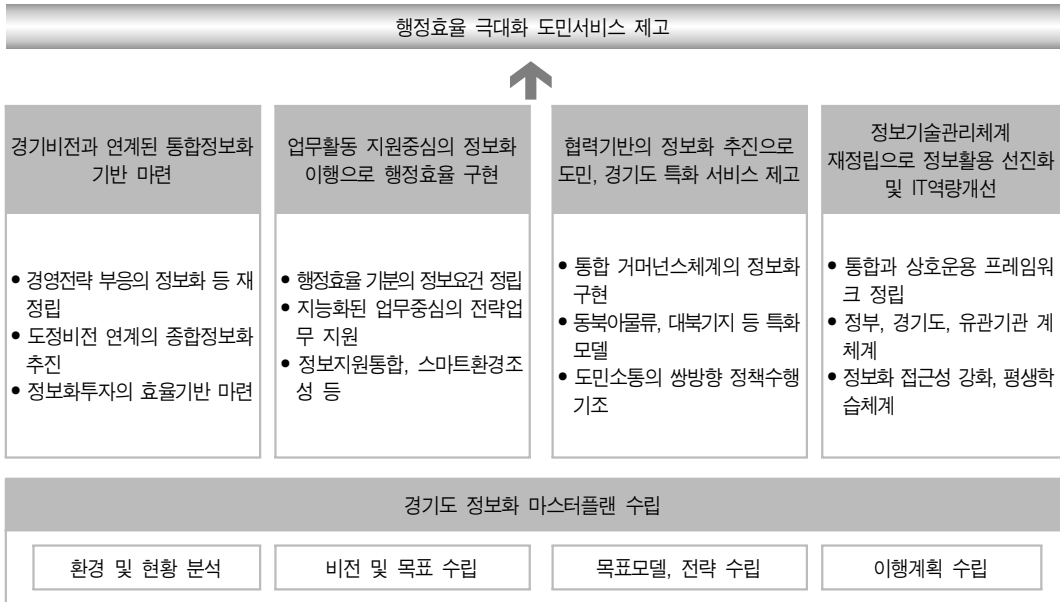 행정효율 극대화 도민서비스 제고
경기비전과 연계된 통합정보화
기반 마련
업무활동 지원중심의 정보화
이행으로 행정효율 구현
협력기반의 정보화 추진으로
도민, 경기도 특화 서비스 제고
정보기술관리체계
재정립으로 정보활용 선진화
및 IT역량개선
• 경영전략 부응의 정보화 등 재
정립
• 도정비전 연계의 종합정보화
추진
• 정보화투자의 효율기반 마련
• 행정효율 기분의 정보요건 정립
• 지능화된 업무중심의 전략업
무 지원
• 정보지원통합, 스마트환경조
성 등
• 통합 거머넌스체계의 정보화
구현
• 동북아물류, 대북기지 등 특화
모델
• 도민소통의 쌍방향 정책수행
기조
• 통합과 상호운용 프레임워
크 정립
• 정부, 경기도, 유관기관 계
체계
• 정보화 접근성 강화, 평생학
습체계
경기도 정보화 마스터플랜 수립
환경 및 현황 분석
비전 및 목표 수립
목표모델, 전략 수립
이행계획 수립